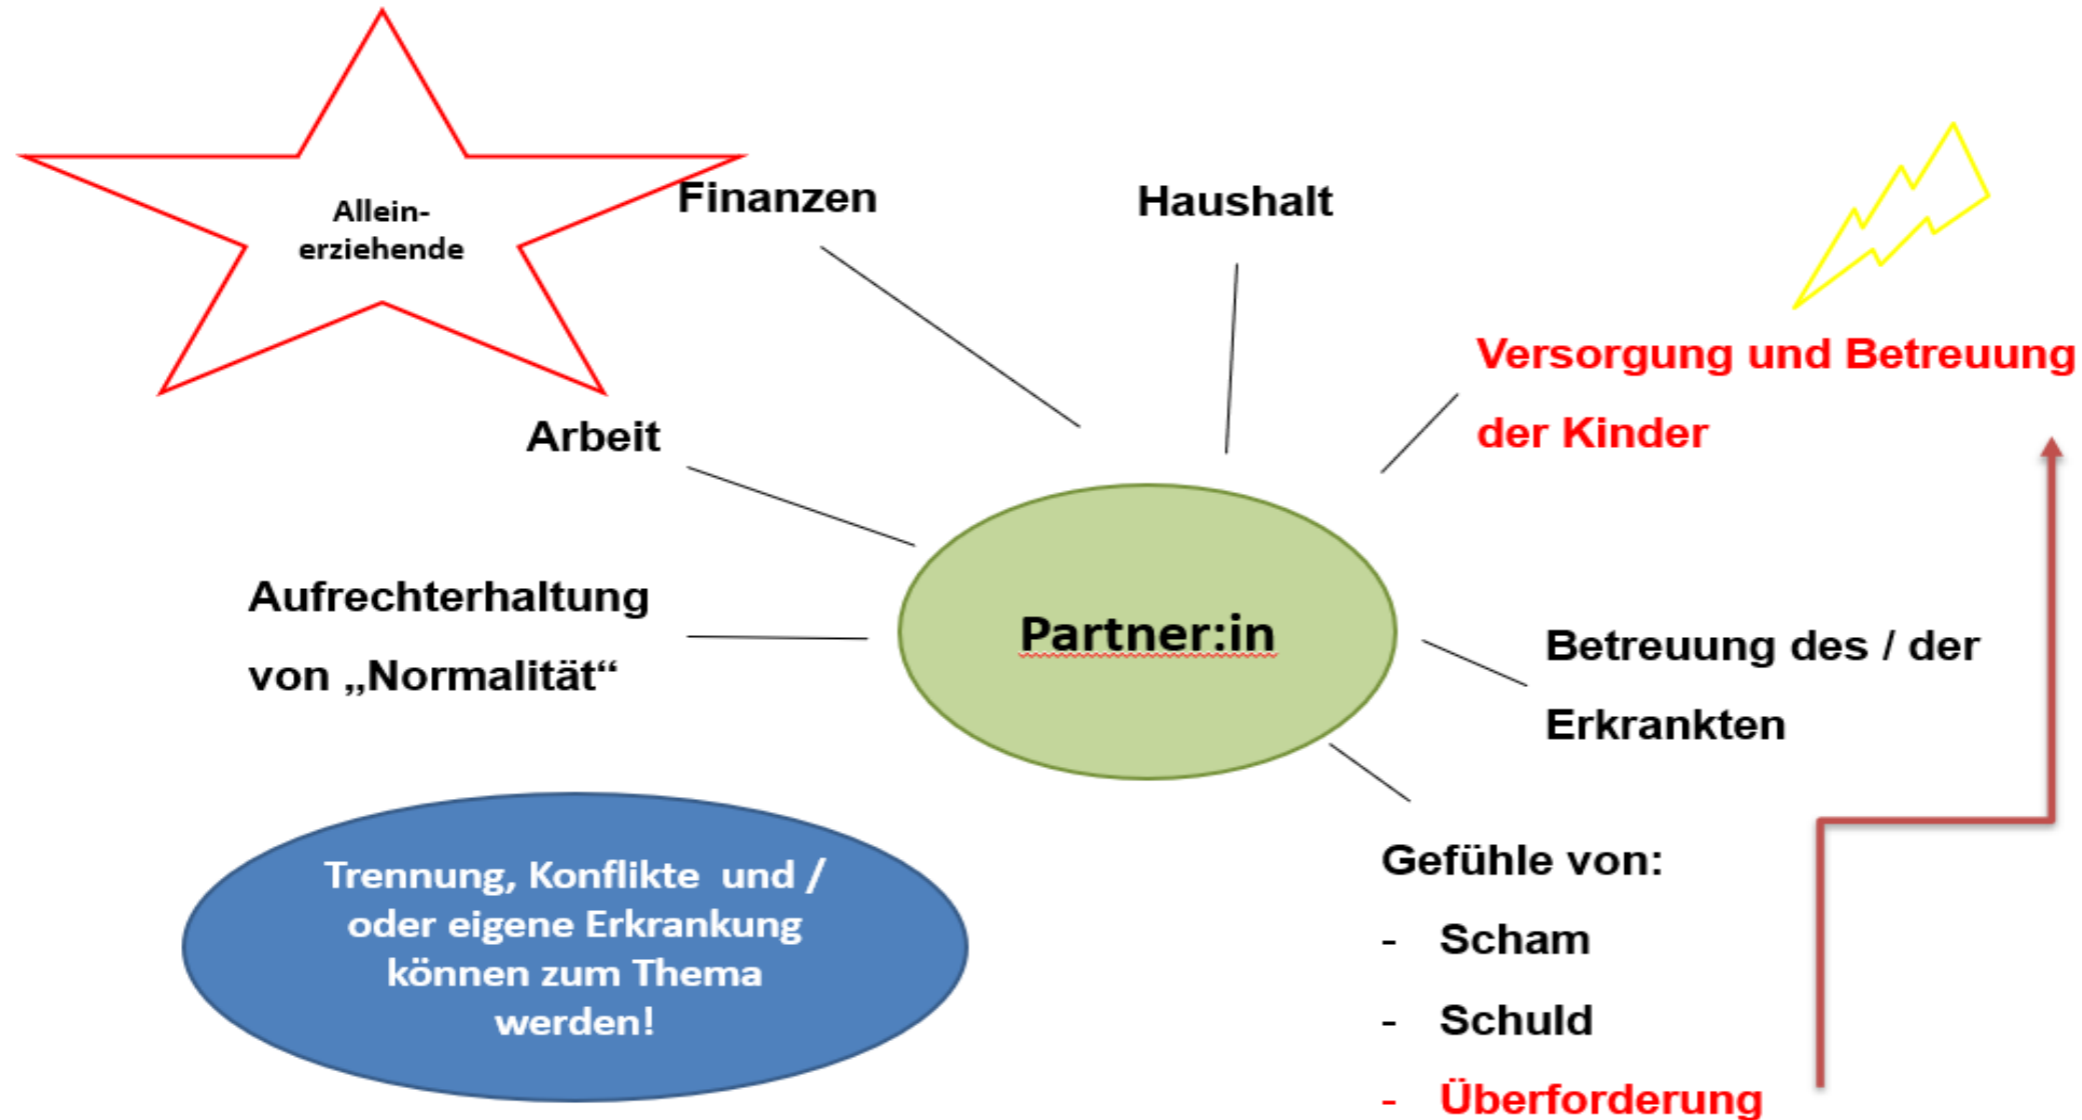 Allein-
erziehende
Finanzen
Haushalt
Versorgung und Betreuung
der Kinder
Arbeit
Aufrechterhaltung
von „Normalität“
Partner:in
Betreuung des / der
Erkrankten
Trennung, Konflikte  und /
oder eigene Erkrankung
können zum Thema
werden!
Gefühle von:
- Scham
- Schuld
- Überforderung